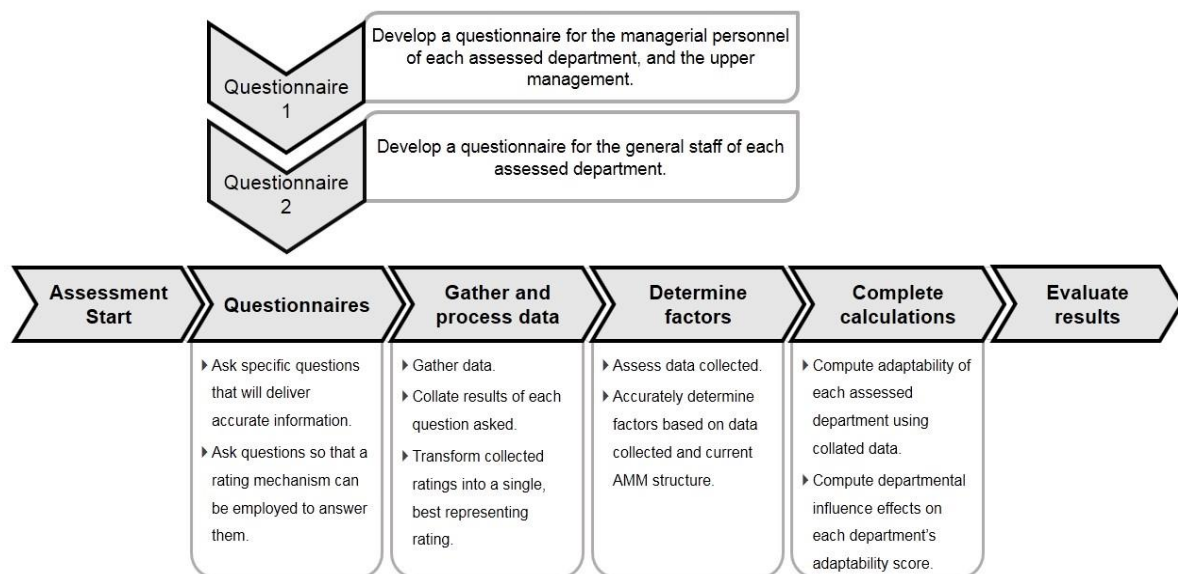 Questionnaire
1
Develop a questionnaire for the managerial personnel
of each assessed department, and the upper
management.
Questionnaire
2
Develop a questionnaire for the general staff of each
assessed department.
Assessment
Start
Questionnaires
Gather and
process data
Determine
factors
Complete
calculations
Evaluate
results
Ask specific questions
that will deliver
accurate information.
Ask questions so that a
rating mechanism can
be employed to answer
them.
Gather data.
Collate results of each
question asked.
Transform collected
ratings into a single,
best representing
rating.
Assess data collected.
Accurately determine
factors based on data
collected and current
AMM structure.
Compute adaptability of
each assessed
department using
collated data.
Compute departmental
influence effects on
each department's
adaptability score.